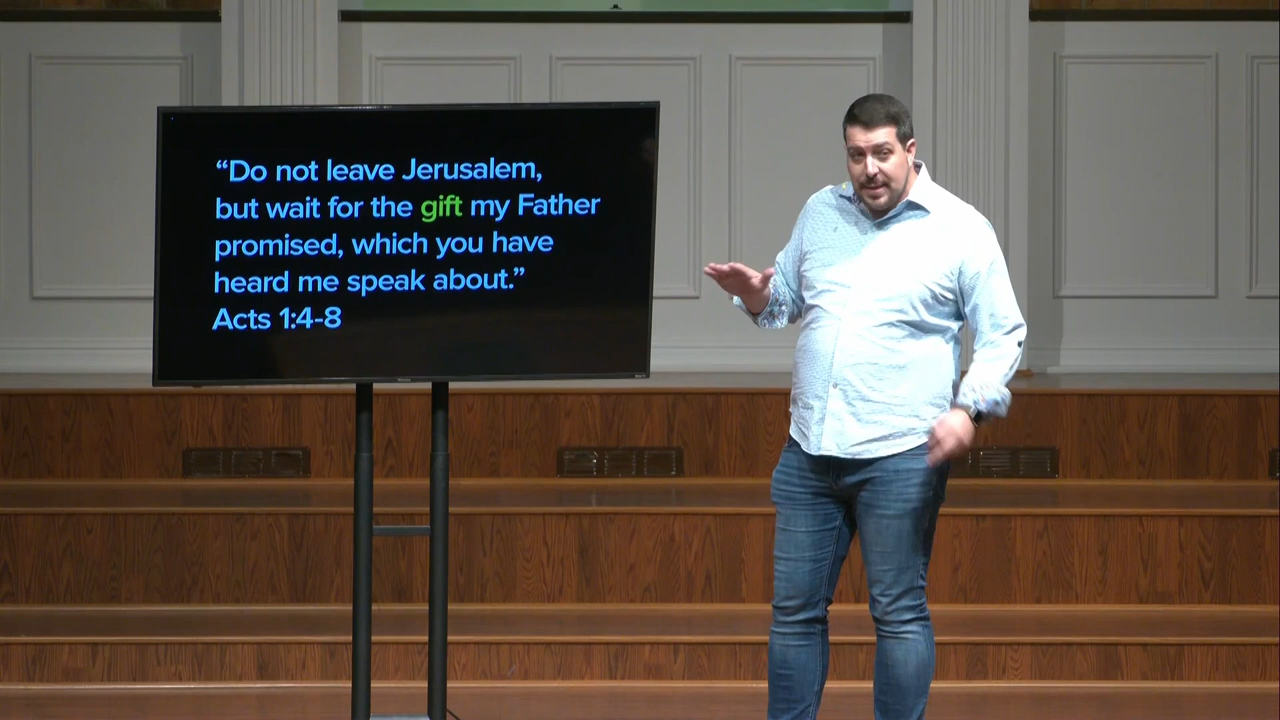 “Do not leave Jerusalem,
but wait for the gift my Father
promised, which you have
heard me speak about.”
Acts 1:4-8